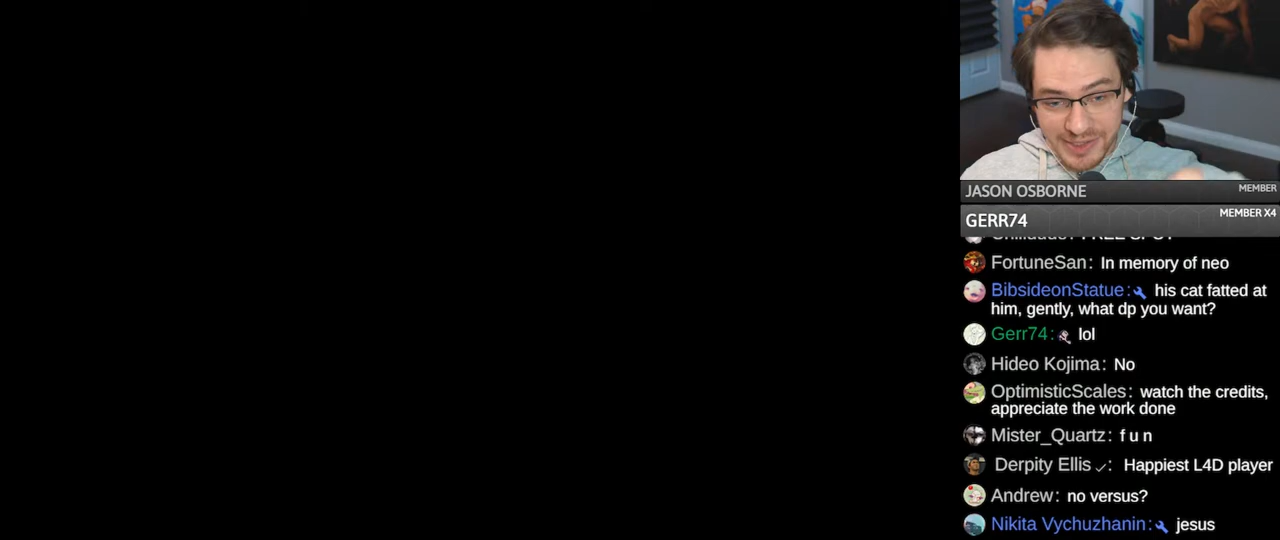 JASON OSBORNE
MEMBER
GERR74
MEMBER X4
FortuneSan: In memory of neo
BibsideonStatue: his cat fatted at
him, gently, what dp you want?
Gerr74: lol
Hideo Kojima: No
OptimisticScales: watch the credits,
appreciate the work done
Mister_Quartz: f u n
Derpity Ellis: Happiest L4D player
Andrew: no versus?
Nikita Vychuzhanin: jesus